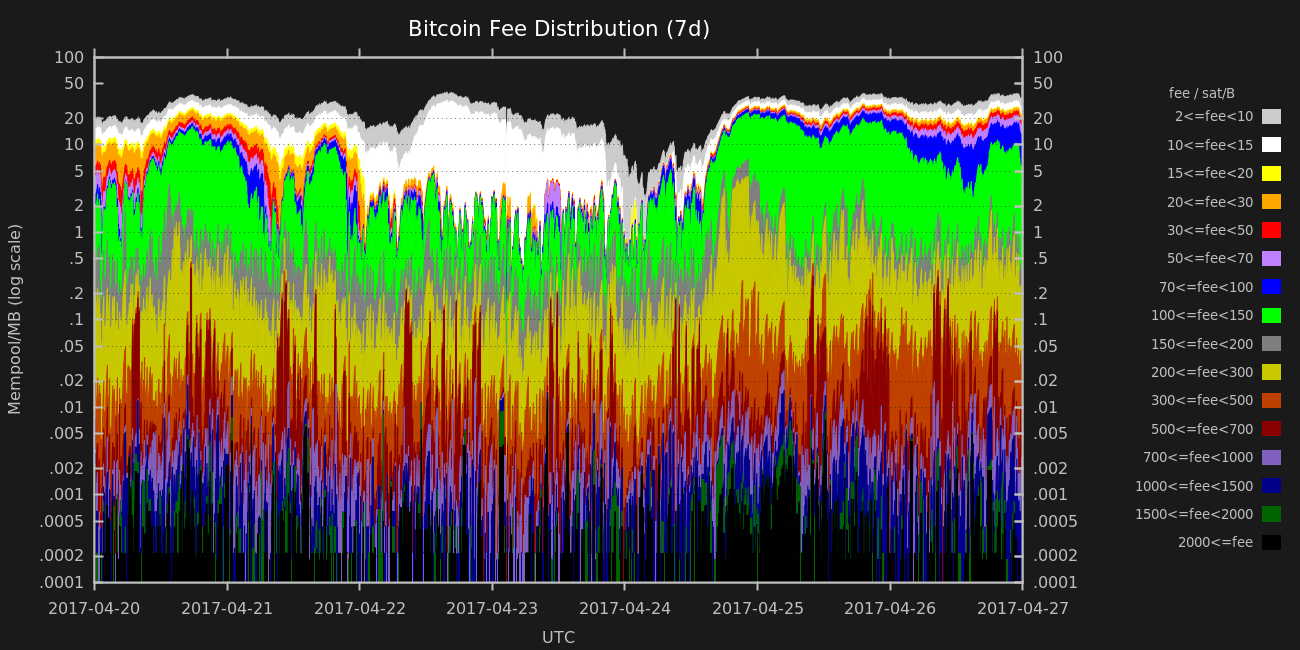 Bitcoin Fee Distribution (7d)
100
50
20
10
5
2
1
.5
.2
.1
.05
.02
.01
.005
.002
.001
.0005
.0002
.0001
Mempool/MB (log scale)
100
50
20
10
5
2
1
.5
.2
.1
.05
.02
.01
.005
.002
.001
.0005
.0002
.0001
2017-04-20 2017-04-21 2017-04-22 2017-04-23 2017-04-24 2017-04-25 2017-04-26 2017-04-27
UTC
fee / sat/B
2<=fee<10
10<=fee<15
15<=fee<20
20<=fee<30
30<=fee<50
50<=fee<70
70<=fee<100
100<=fee<150
150<=fee<200
200<=fee<300
300<=fee<500
500<=fee<700
700<=fee<1000
1000<=fee<1500
1500<=fee<2000
2000<=fee